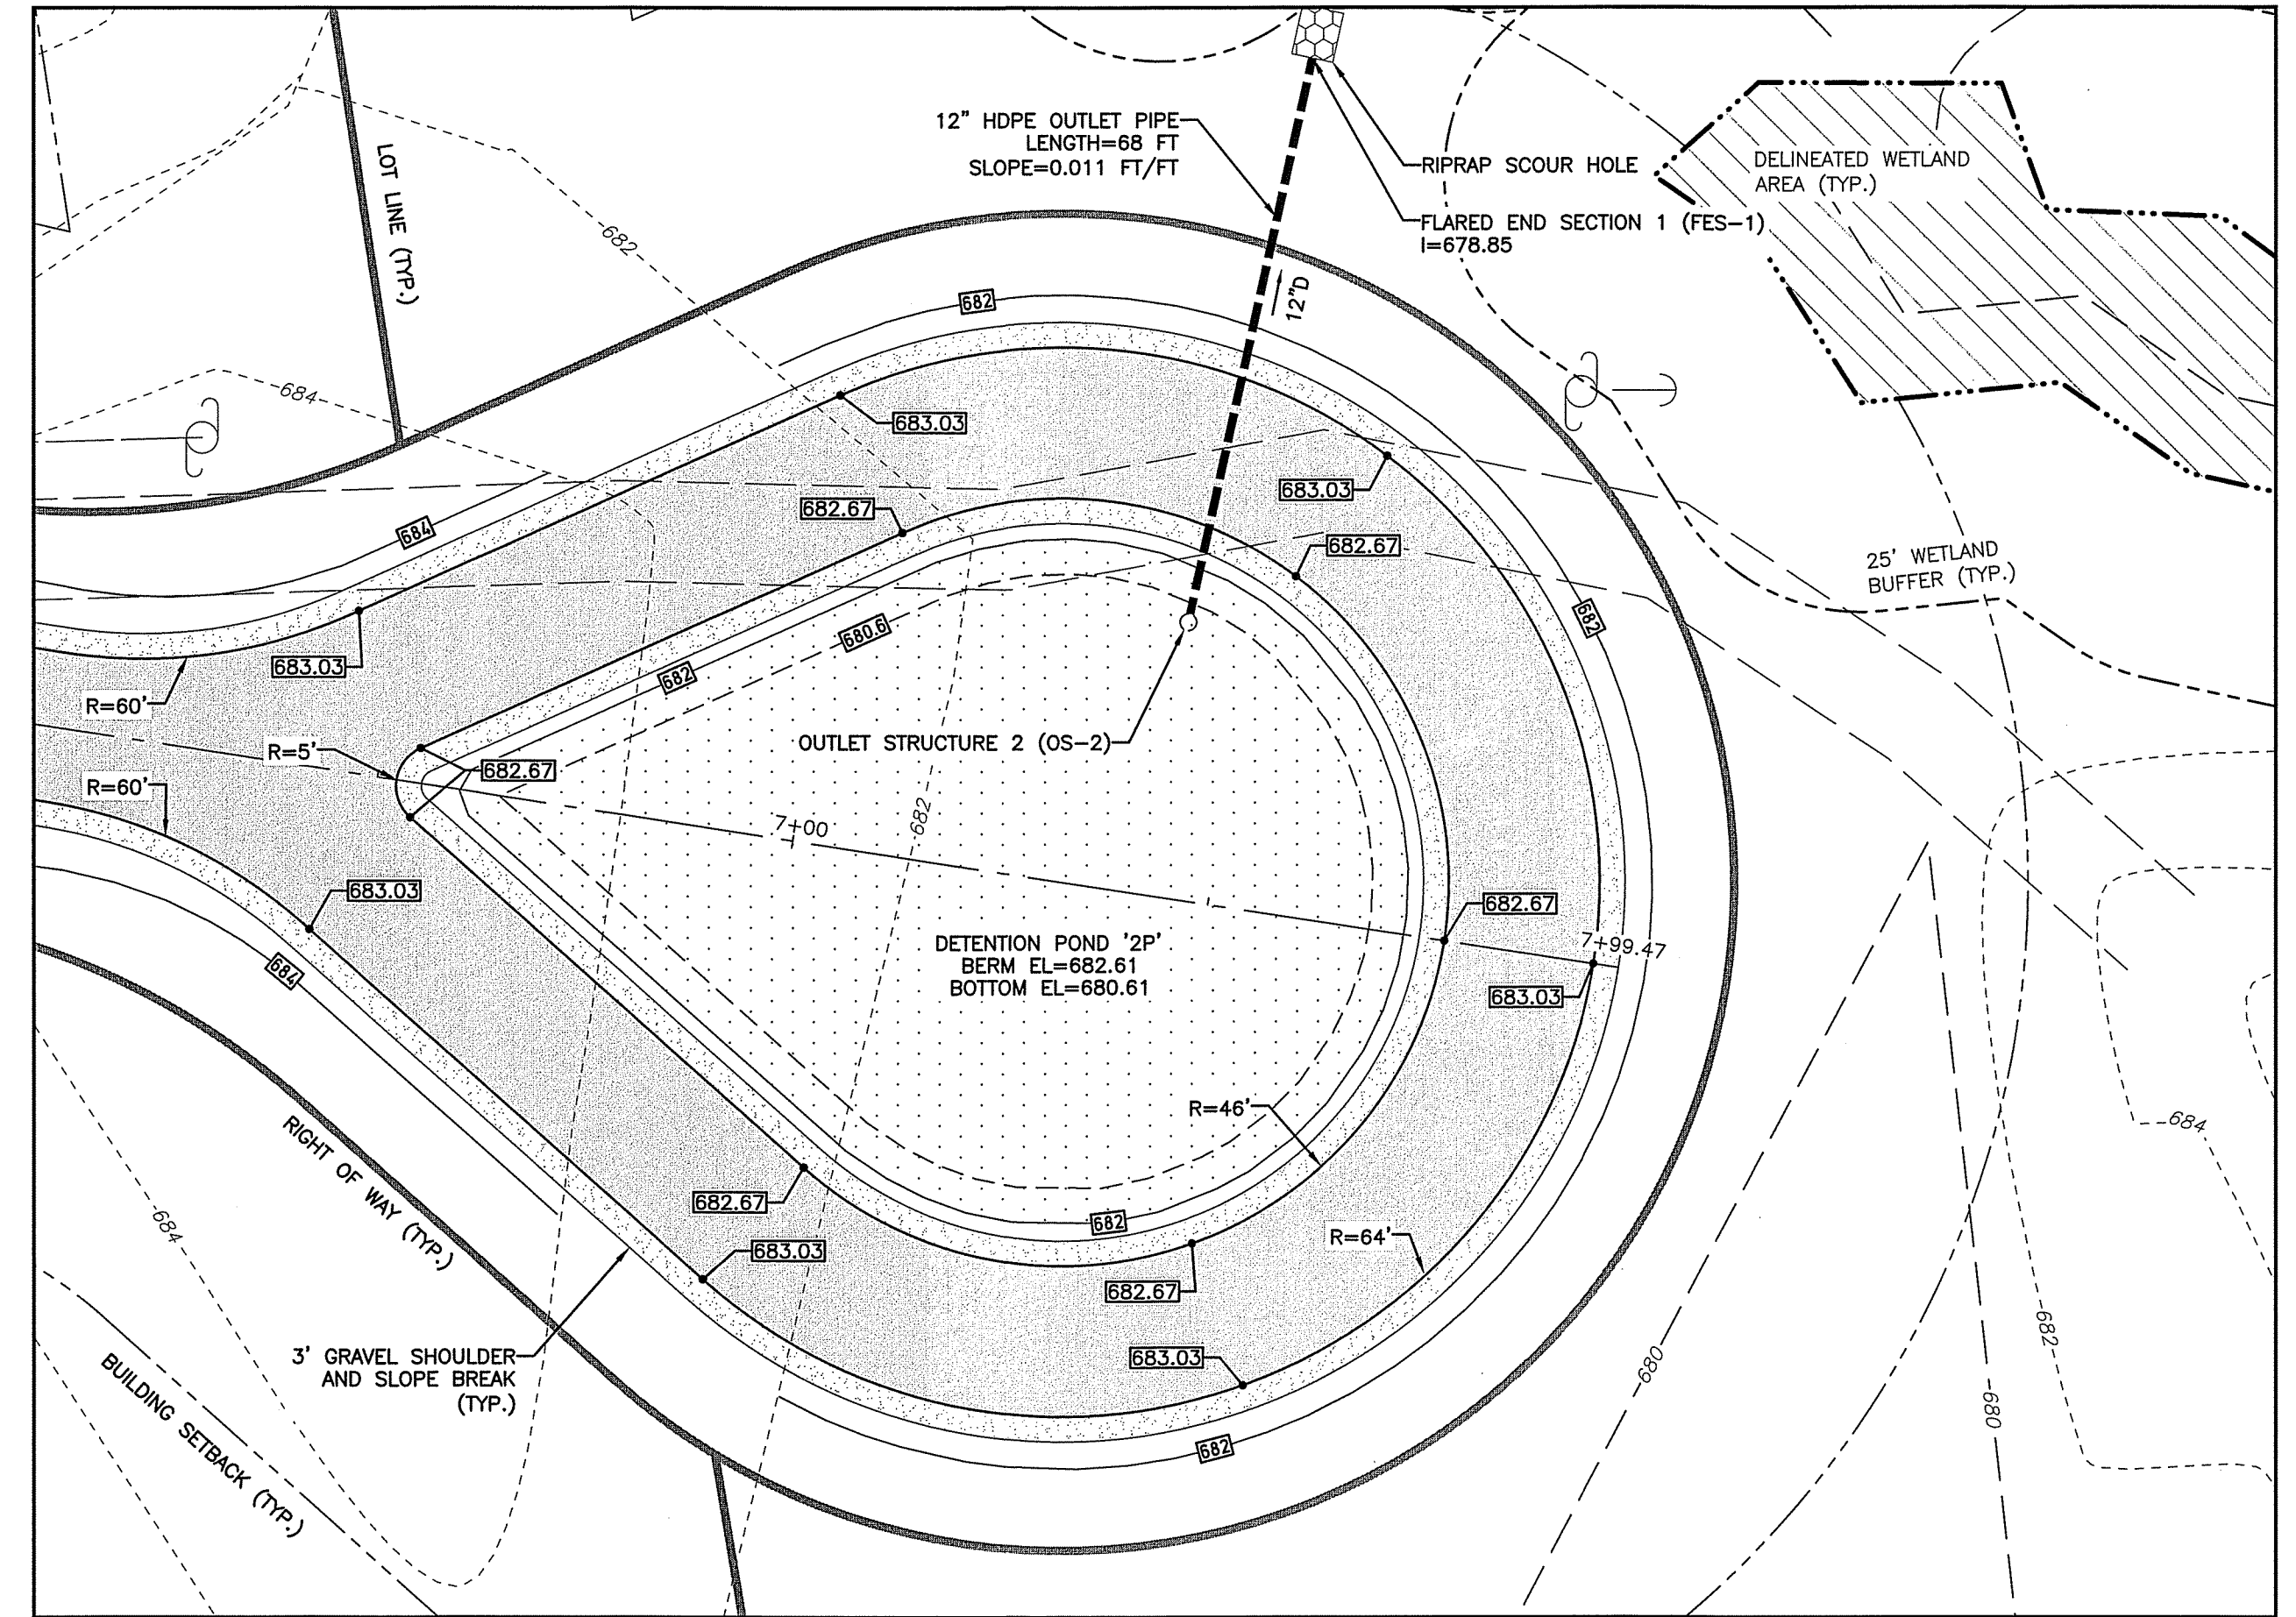 12" HDPE OUTLET PIPE
LENGTH=68 FT
SLOPE=0.011 FT/FT
RIPRAP SCOUR HOLE
FLARED END SECTION 1 (FES-1)
I=678.85
DELINEATED WETLAND
AREA (TYP.)
LOT LINE (TYP.)
682
684
12"D
682
683.03
683.03
684
682.67
682.67
25' WETLAND
BUFFER (TYP.)
682
680.6
682
683.03
R=60'
R=5'
R=60'
682.67
OUTLET STRUCTURE 2 (OS-2)
7+00
682
683.03
682.67
7+99.47
683.03
684
DETENTION POND '2P'
BERM EL=682.61
BOTTOM EL=680.61
R=46'
684
RIGHT OF WAY (TYP.)
684
682.67
682
683.03
R=64'
682.67
683.03
682
3' GRAVEL SHOULDER
AND SLOPE BREAK
(TYP.)
BUILDING SETBACK (TYP.)
680
682
680